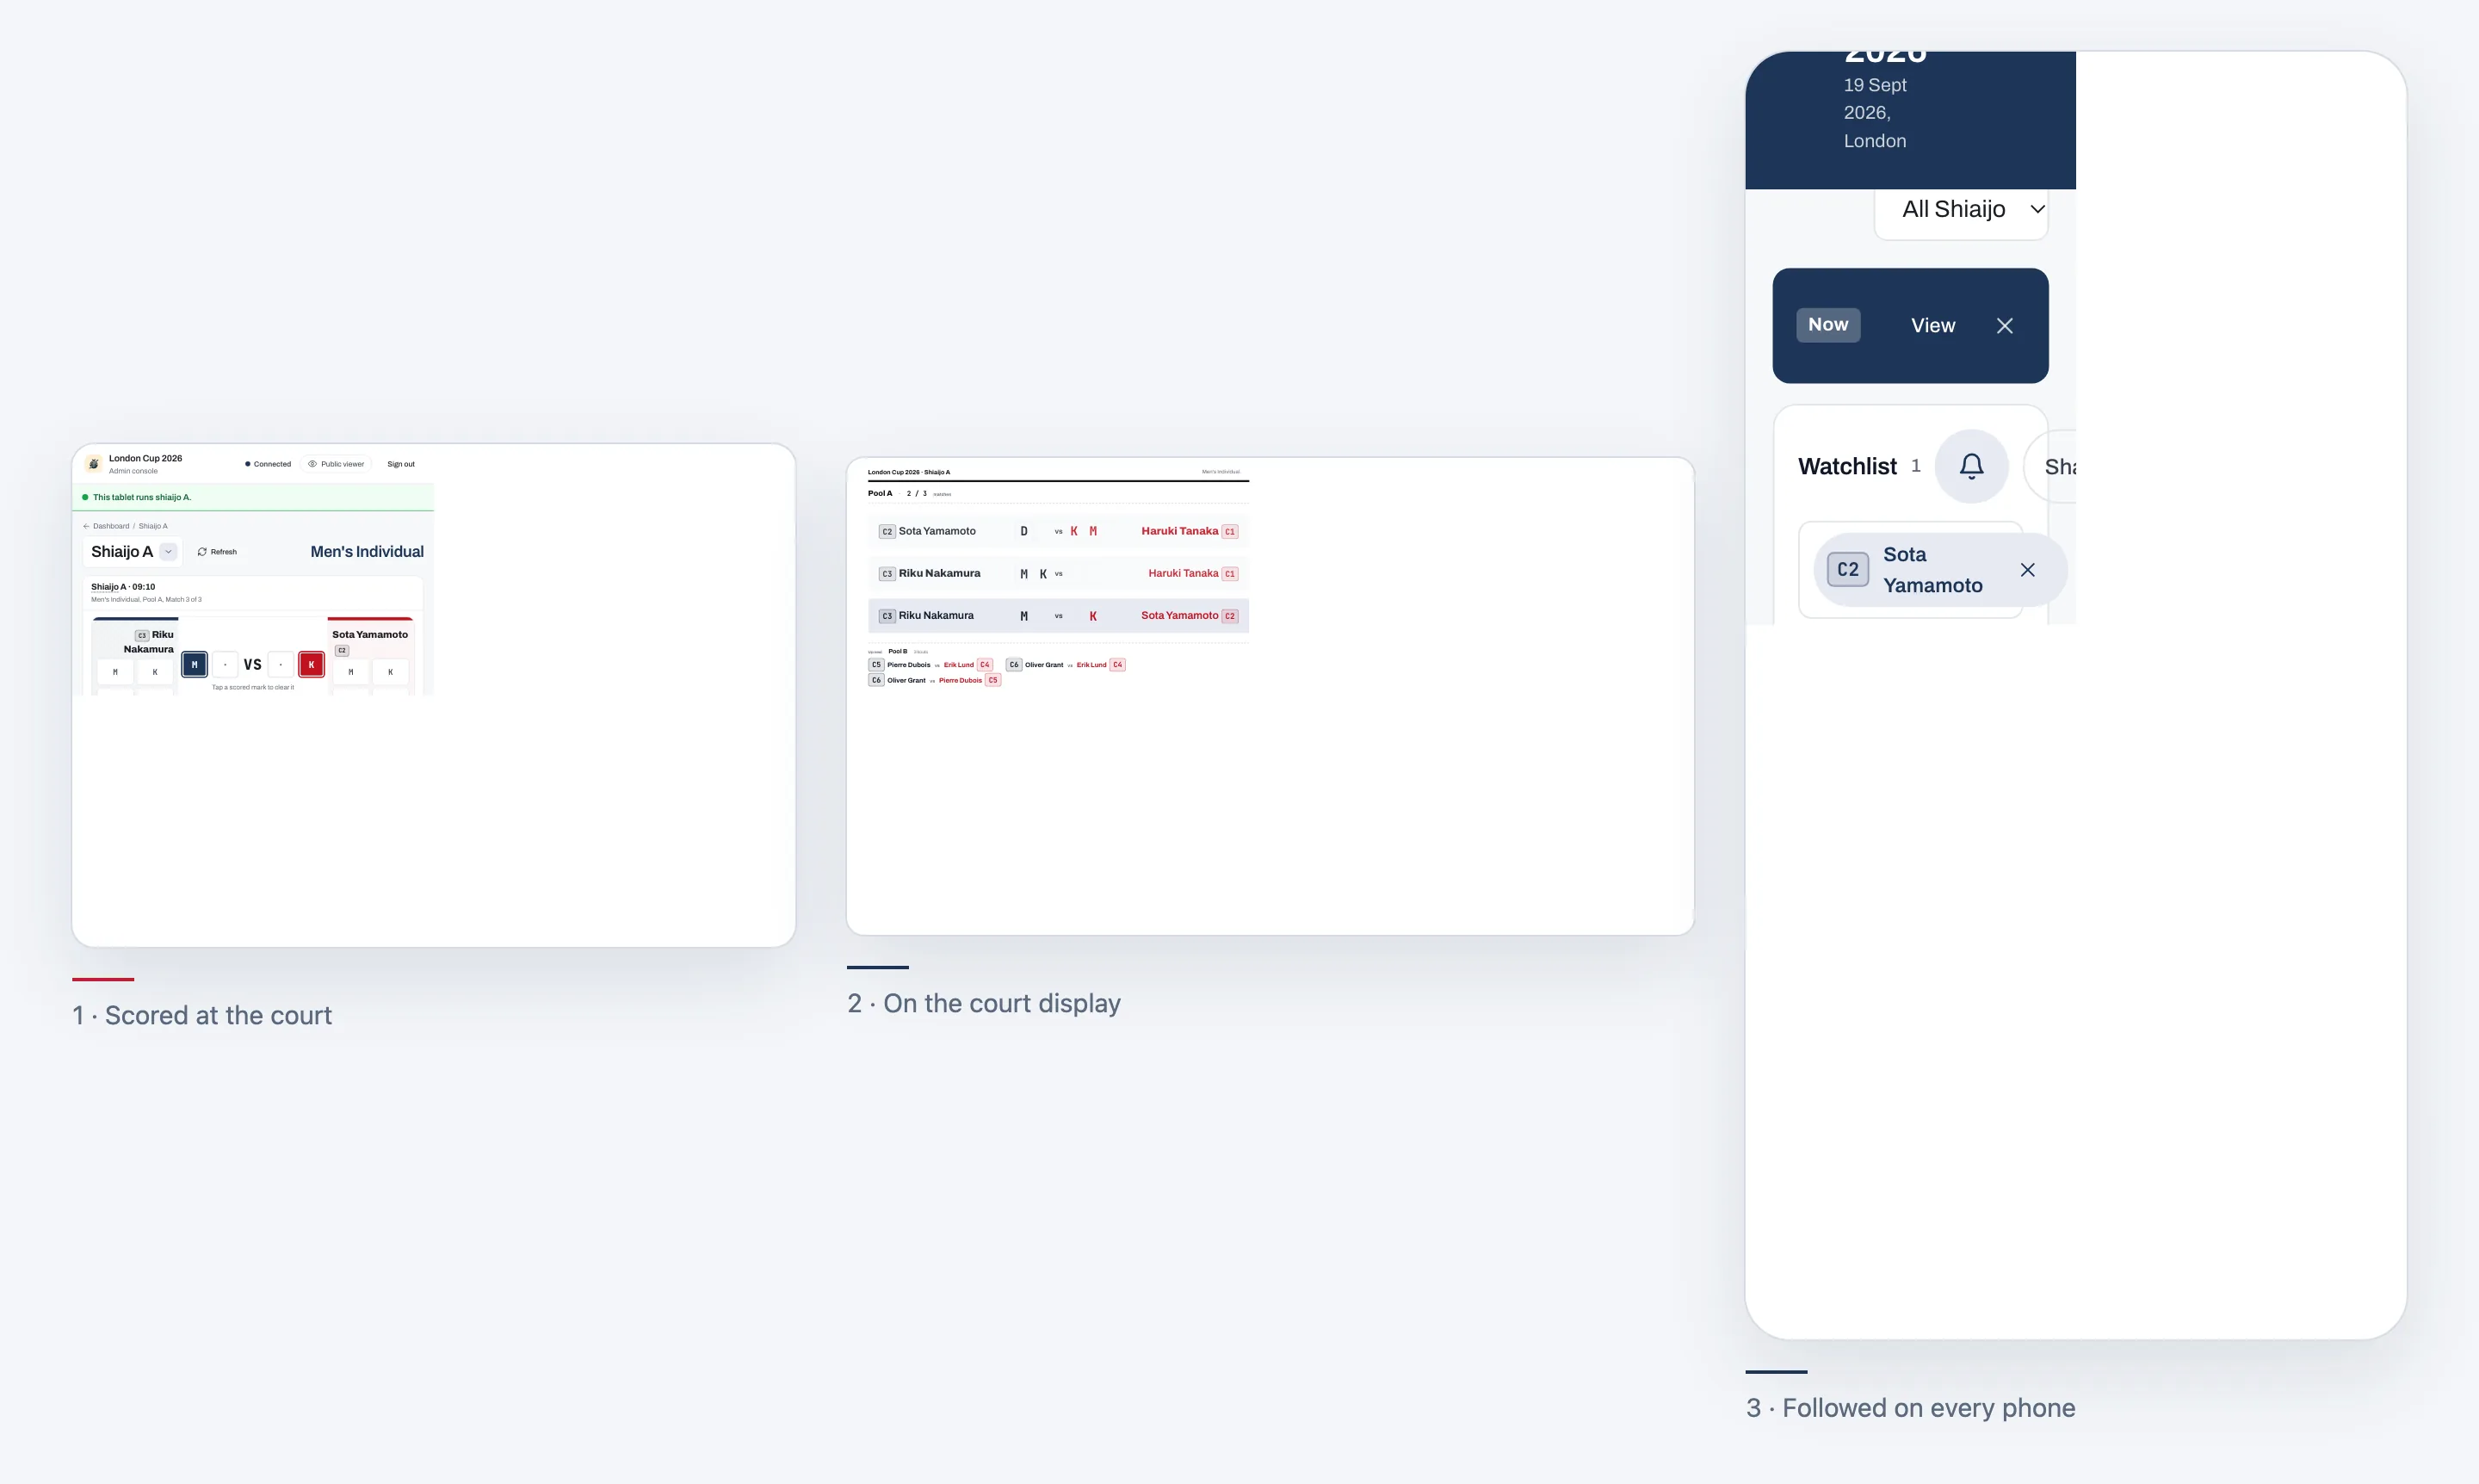 London Cup 2026
Admin console
Connected
Public viewer
Sign out
This tablet runs shiaijo A.
← Dashboard / Shiaijo A
Shiaijo A
Refresh
Men's Individual
Shiaijo A · 09:10
Men's Individual, Pool A, Match 3 of 3
C3 Riku Nakamura
M · VS · K
Sota Yamamoto
C2
M K
M K
Tap a scored mark to clear it
1 · Scored at the court
London Cup 2026 · Shiaijo A
Men's Individual
Pool A 2 / 3 matches
C2 Sota Yamamoto D vs K M Haruki Tanaka C1
C3 Riku Nakamura M K vs Haruki Tanaka C1
C3 Riku Nakamura M vs K Sota Yamamoto C2
Pool B
C5 Pierre Dubois vs Erik Lund C4 C6 Oliver Grant vs Erik Lund C4
C6 Oliver Grant vs Pierre Dubois C5
2 · On the court display
2026
19 Sept
2026,
London
All Shiaijo
Now View
Watchlist 1
Sha
C2 Sota
Yamamoto
3 · Followed on every phone